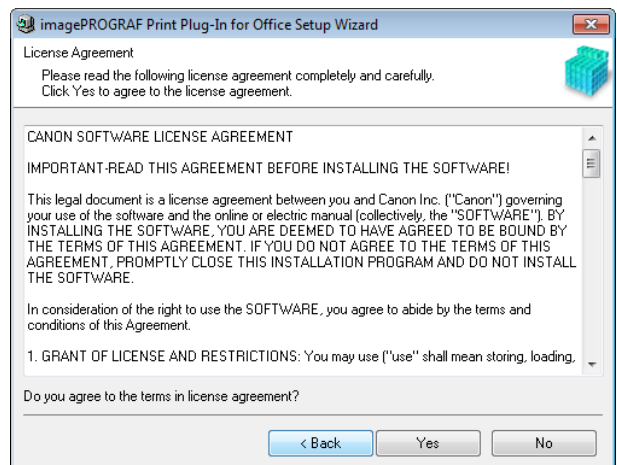 imagePROGRAF Print Plug-In for Office Setup Wizard
License Agreement
Please read the following license agreement completely and carefully.
Click Yes to agree to the license agreement.
CANON SOFTWARE LICENSE AGREEMENT
IMPORTANT-READ THIS AGREEMENT BEFORE INSTALLING THE SOFTWARE!
This legal document is a license agreement between you and Canon Inc. ("Canon") governing
your use of the software and the online or electric manual (collectively, the "SOFTWARE"). BY
INSTALLING THE SOFTWARE, YOU ARE DEEMED TO HAVE AGREED TO BE BOUND BY
THE TERMS OF THIS AGREEMENT. IF YOU DO NOT AGREE TO THE TERMS OF THIS
AGREEMENT, PROMPTLY CLOSE THIS INSTALLATION PROGRAM AND DO NOT INSTALL
THE SOFTWARE.
In consideration of the right to use the SOFTWARE, you agree to abide by the terms and
conditions of this Agreement.
1. GRANT OF LICENSE AND RESTRICTIONS: You may use ("use" shall mean storing, loading,
Do you agree to the terms in license agreement?
< Back Yes No